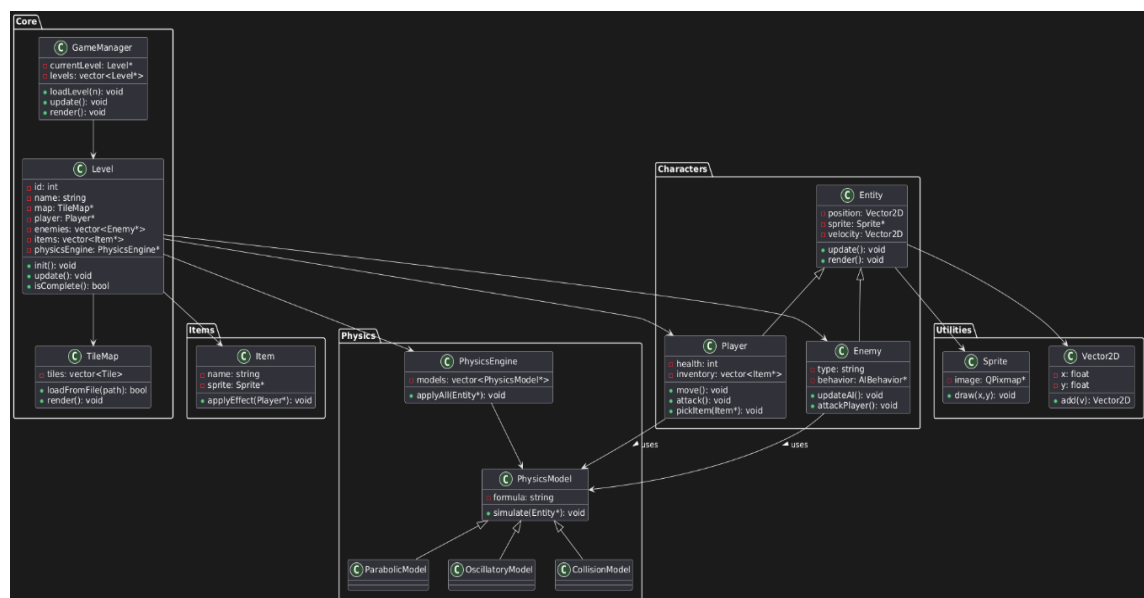 Core
C GameManager
currentLevel: Level*
levels: vector<Level*>
loadLevel(n): void
update(): void
render(): void
C Level
id: int
name: string
map: TileMap*
player: Player*
enemies: vector<Enemy*>
items: vector<Item*>
physicsEngine: PhysicsEngine*
init(): void
update(): void
isComplete(): bool
C TileMap
tiles: vector<Tile>
loadFromFile(path): bool
render(): void
Items
C Item
name: string
sprite: Sprite*
applyEffect(Player*): void
Physics
C PhysicsEngine
models: vector<PhysicsModel*>
applyAll(Entity*): void
C PhysicsModel
formula: string
simulate(Entity*): void
C ParabolicModel
C OscillatoryModel
C CollisionModel
Characters
C Entity
position: Vector2D
sprite: Sprite*
velocity: Vector2D
update(): void
render(): void
C Player
health: int
inventory: vector<Item*>
move(): void
attack(): void
pickItem(Item*): void
C Enemy
type: string
behavior: AIBehavior*
updateAI(): void
attackPlayer(): void
uses
uses
Utilities
C Sprite
image: QPixmap*
draw(x,y): void
C Vector2D
x: float
y: float
add(v): Vector2D